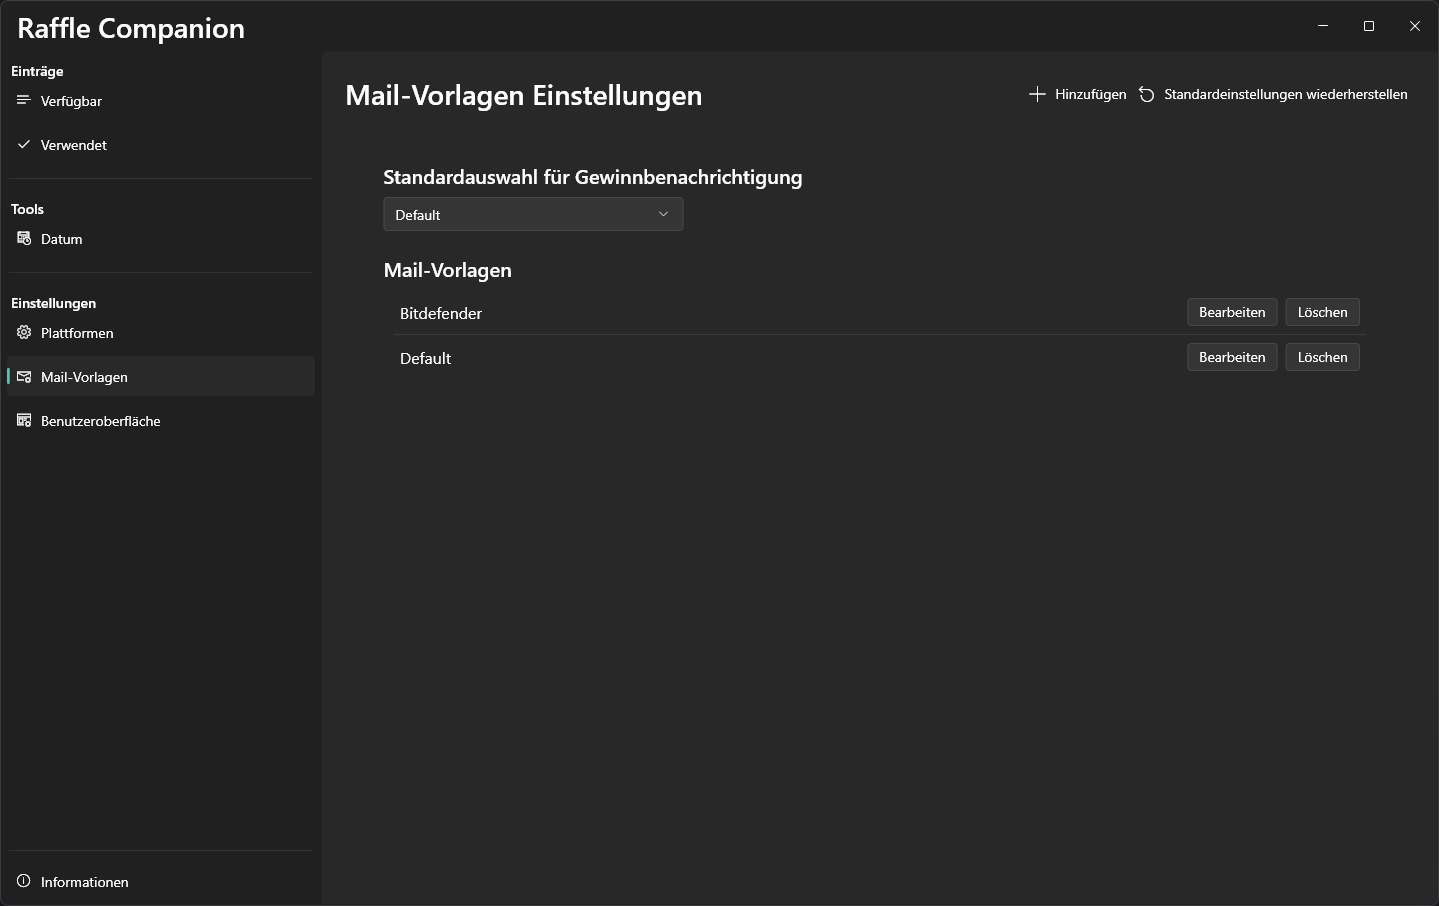 Raffle Companion
Einträge
Verfügbar
Verwendet
Tools
Datum
Einstellungen
Plattformen
Mail-Vorlagen
Benutzeroberfläche
Informationen
Mail-Vorlagen Einstellungen
Hinzufügen
Standardeinstellungen wiederherstellen
Standardauswahl für Gewinnbenachrichtigung
Default
Mail-Vorlagen
Bitdefender Bearbeiten Löschen
Default Bearbeiten Löschen